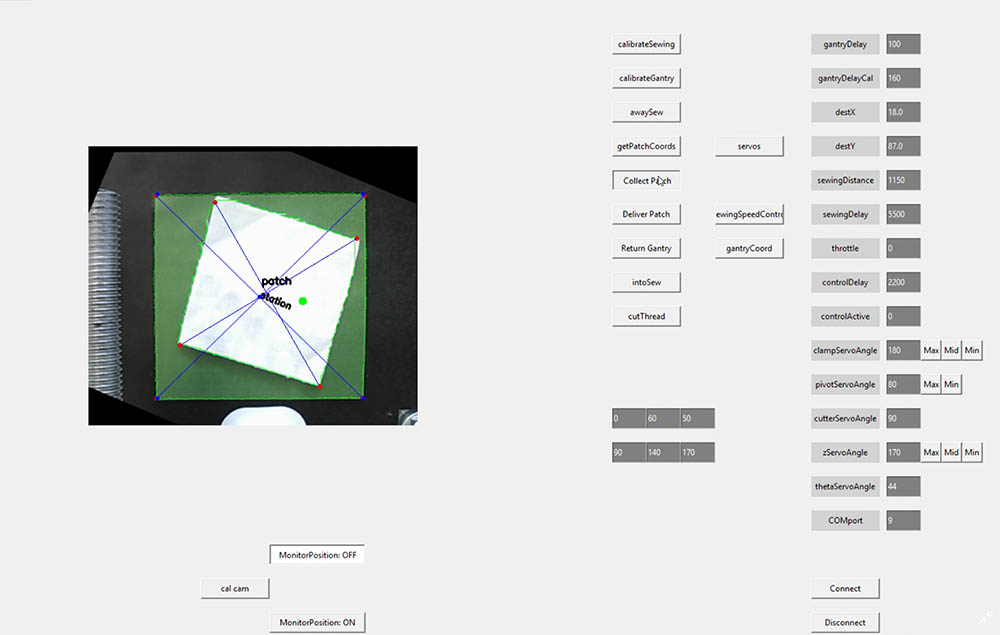 calibrateSewing gantryDelay 100
calibrateGantry gantryDelayCal 160
awaySew destX 18.0
getPatchCoords servos destY 87.0
Collect Patch sewingDistance 1150
Deliver Patch ewingSpeedContro sewingDelay 5500
Return Gantry gantryCoord throttle 0
intoSew controlDelay 2200
patch
station
cutThread controlActive 0
clampServoAngle 180 Max Mid Min
pivotServoAngle 80 Max Min
0 60 50 cutterServoAngle 90
90 140 170 zServoAngle 170 Max Mid Min
thetaServoAngle 44
COMport 9
MonitorPosition: OFF
cal cam Connect
MonitorPosition: ON Disconnect